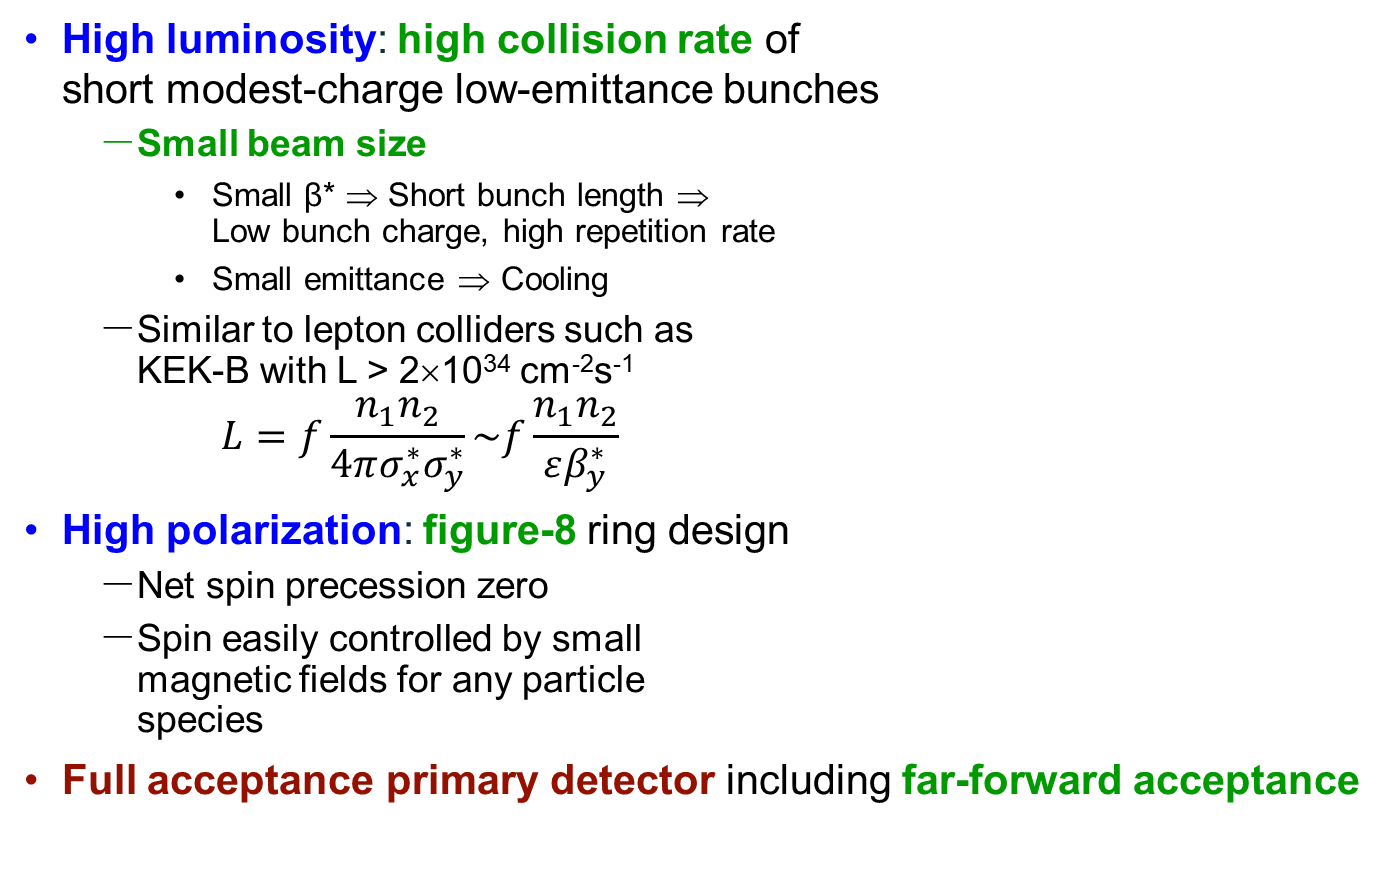 • High luminosity: high collision rate of
short modest-charge low-emittance bunches
—Small beam size
• Small β* ⇒ Short bunch length ⇒
Low bunch charge, high repetition rate
• Small emittance ⇒ Cooling
—Similar to lepton colliders such as
KEK-B with L > 2×10³⁴ cm⁻²s⁻¹
L = f n₁n₂ / (4πσₓ*σᵧ*) ~ f n₁n₂ / (εβᵧ*)
• High polarization: figure-8 ring design
—Net spin precession zero
—Spin easily controlled by small
magnetic fields for any particle
species
• Full acceptance primary detector including far-forward acceptance